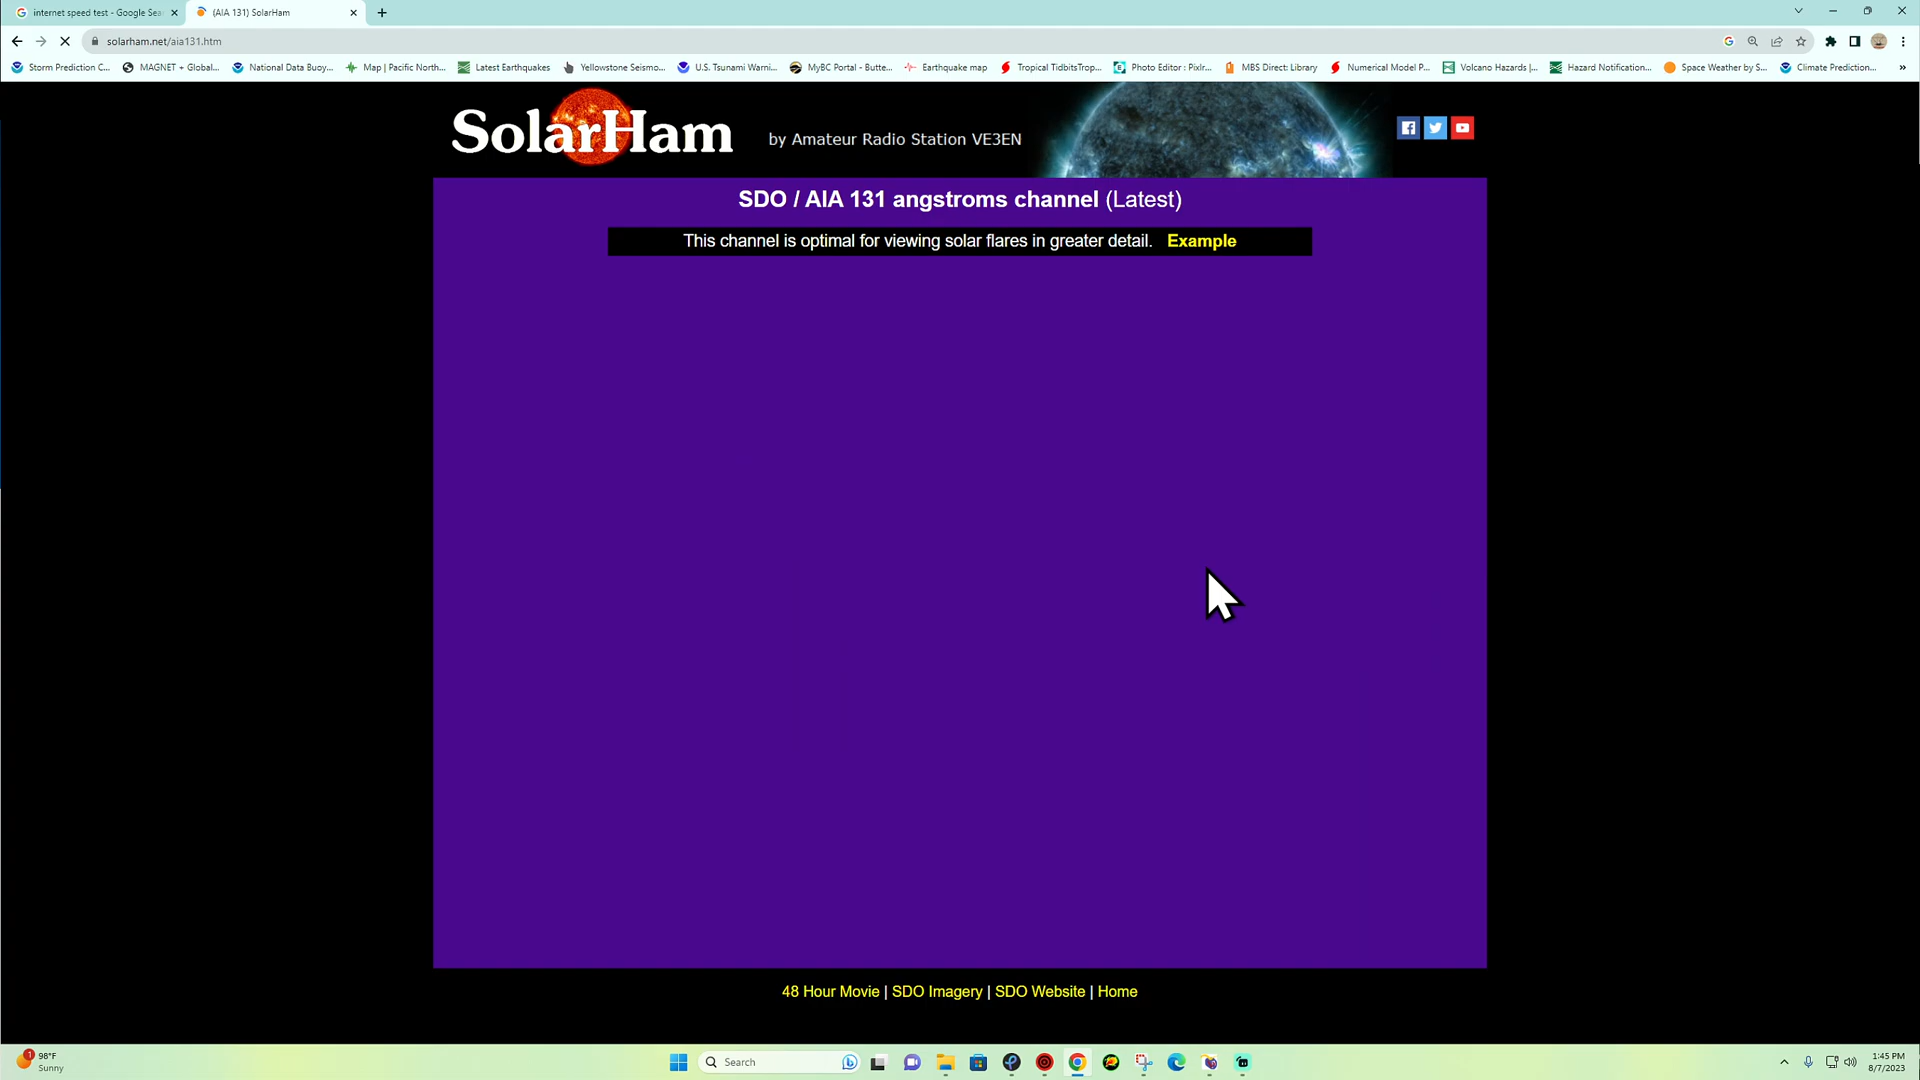 internet speed test - Google Sea
(AIA 131) SolarHam
solarham.net/aia131.htm
Storm Prediction C...
MAGNET + Global...
National Data Buoy...
Map | Pacific North...
Latest Earthquakes
Yellowstone Seismo...
U.S. Tsunami Warni...
MyBC Portal - Butte...
Earthquake map
Tropical TidbitsTrop...
Photo Editor : Pixlr...
MBS Direct: Library
Numerical Model P...
Volcano Hazards |...
Hazard Notification...
Space Weather by S...
Climate Prediction...
»
SolarHam
by Amateur Radio Station VE3EN
SDO / AIA 131 angstroms channel (Latest)
This channel is optimal for viewing solar flares in greater detail. Example
48 Hour Movie | SDO Imagery | SDO Website | Home
1
98°F
Sunny
Search
1:45 PM
8/7/2023